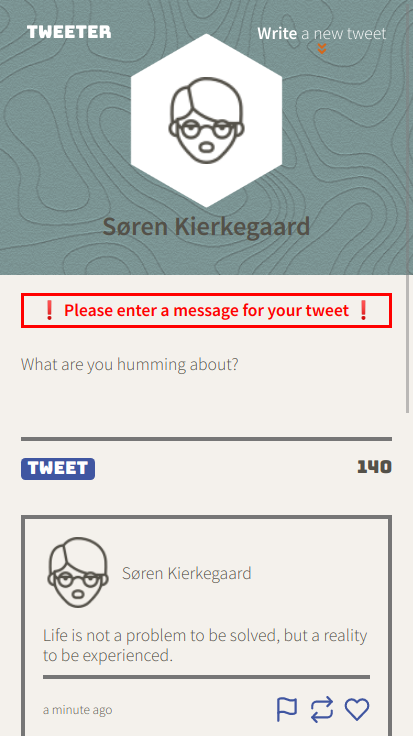 TWEETER
Write a new tweet
Søren Kierkegaard
❗ Please enter a message for your tweet ❗
What are you humming about?
TWEET
140
Søren Kierkegaard
Life is not a problem to be solved, but a reality
to be experienced.
a minute ago